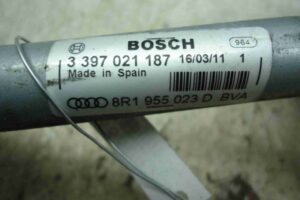 BOSCH 964
3 397 021 187 16/03/11 1
Made in Spain
8R1 955 023 D BVA